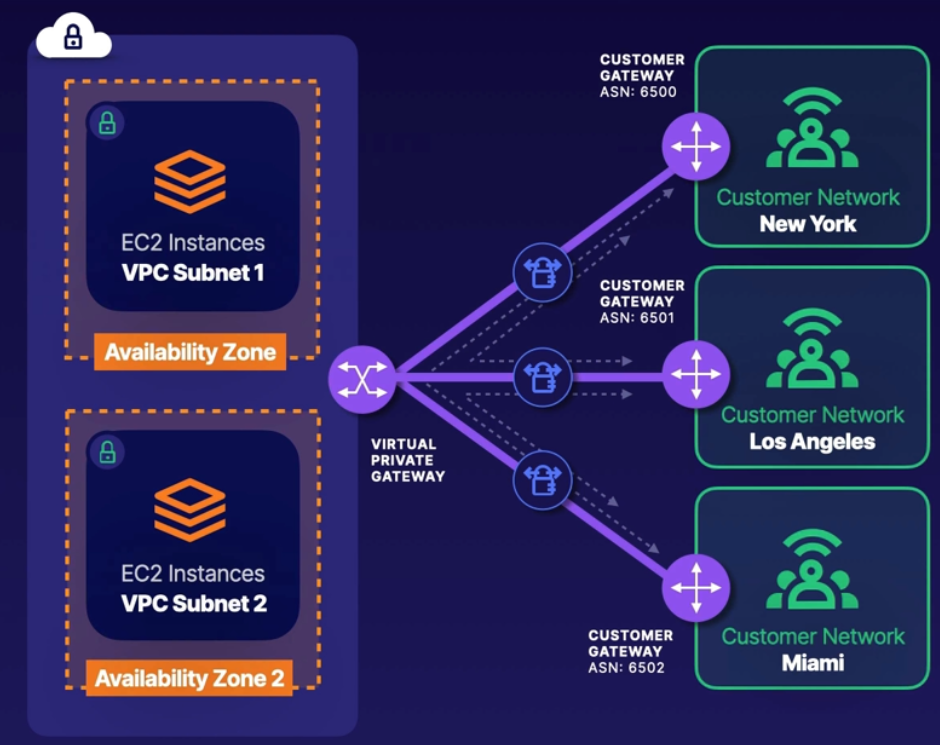 EC2 Instances
VPC Subnet 1
Availability Zone
EC2 Instances
VPC Subnet 2
Availability Zone 2
VIRTUAL
PRIVATE
GATEWAY
CUSTOMER
GATEWAY
ASN: 6500
Customer Network
New York
CUSTOMER
GATEWAY
ASN: 6501
Customer Network
Los Angeles
CUSTOMER
GATEWAY
ASN: 6502
Customer Network
Miami